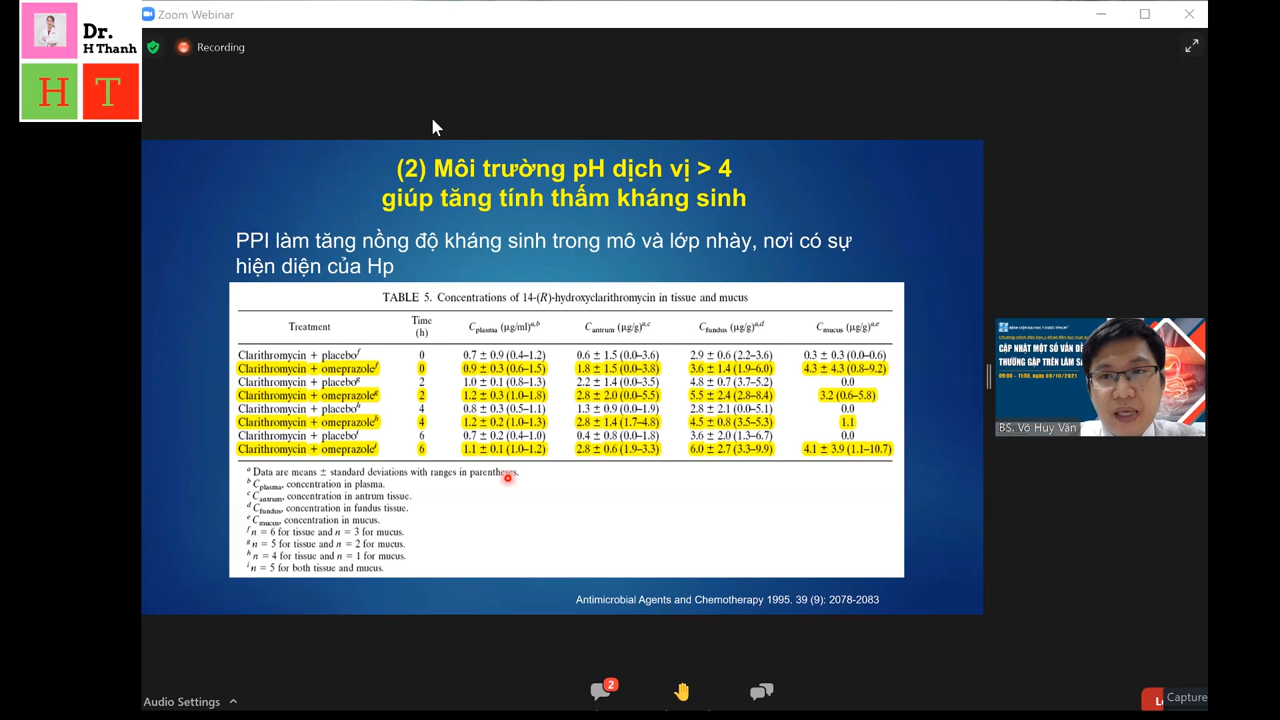 Dr.
H Thanh
H T
Zoom Webinar
Recording
(2) Môi trường pH dịch vị > 4
giúp tăng tính thấm kháng sinh
PPI làm tăng nồng độ kháng sinh trong mô và lớp nhày, nơi có sự
hiện diện của Hp
TABLE 5. Concentrations of 14-(R)-hydroxyclarithromycin in tissue and mucus
Treatment Time (h) Cplasma (μg/ml)a,b Cantrum (μg/g)a,c Cfundus (μg/g)a,d Cmucus (μg/g)a,e
Clarithromycin + placebof 0 0.7 ± 0.9 (0.4–1.2) 0.6 ± 1.5 (0.0–3.6) 2.9 ± 0.6 (2.2–3.6) 0.3 ± 0.3 (0.0–0.6)
Clarithromycin + omeprazolef 0 0.9 ± 0.3 (0.6–1.5) 1.8 ± 1.5 (0.0–3.8) 3.6 ± 1.4 (1.9–6.0) 4.3 ± 4.3 (0.8–9.2)
Clarithromycin + placebog 2 1.0 ± 0.1 (0.8–1.3) 2.2 ± 1.4 (0.0–3.5) 4.8 ± 0.7 (3.7–5.2) 0.0
Clarithromycin + omeprazoleg 2 1.2 ± 0.3 (1.0–1.8) 2.8 ± 2.0 (0.0–5.5) 5.5 ± 2.4 (2.8–8.4) 3.2 (0.6–5.8)
Clarithromycin + placeboh 4 0.8 ± 0.3 (0.5–1.1) 1.3 ± 0.9 (0.0–1.9) 2.8 ± 2.1 (0.0–5.1) 0.0
Clarithromycin + omeprazoleh 4 1.2 ± 0.2 (1.0–1.3) 2.8 ± 1.4 (1.7–4.8) 4.5 ± 0.8 (3.5–5.3) 1.1
Clarithromycin + placeboi 6 0.7 ± 0.2 (0.4–1.0) 0.4 ± 0.8 (0.0–1.8) 3.6 ± 2.0 (1.3–6.7) 0.0
Clarithromycin + omeprazolei 6 1.1 ± 0.1 (1.0–1.2) 2.8 ± 0.6 (1.9–3.3) 6.0 ± 2.7 (3.3–9.9) 4.1 ± 3.9 (1.1–10.7)
a Data are means ± standard deviations with ranges in parentheses.
b Cplasma, concentration in plasma.
c Cantrum, concentration in antrum tissue.
d Cfundus, concentration in fundus tissue.
e Cmucus, concentration in mucus.
f n = 6 for tissue and n = 3 for mucus.
g n = 5 for tissue and n = 2 for mucus.
h n = 4 for tissue and n = 1 for mucus.
i n = 5 for both tissue and mucus.
Antimicrobial Agents and Chemotherapy 1995. 39 (9): 2078-2083
BỆNH VIỆN ĐẠI HỌC Y DƯỢC TPHCM
CẬP NHẬT MỘT SỐ VẤN ĐỀ
THƯỜNG GẶP TRÊN LÂM
BS. Võ Huy Văn
Audio Settings
2
Capture